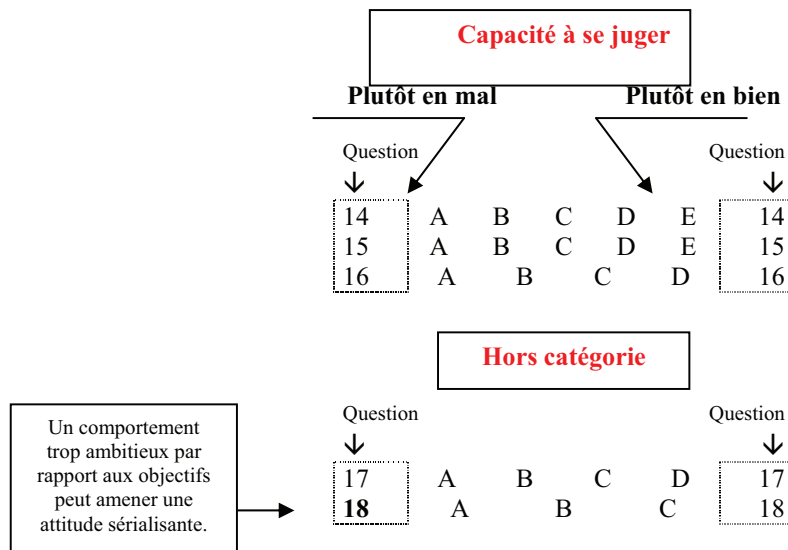 Capacité à se juger
Plutôt en mal Plutôt en bien
Question Question
14 A B C D E 14
15 A B C D E 15
16 A B C D 16
Hors catégorie
Question Question
Un comportement
trop ambitieux par
rapport aux objectifs
peut amener une
attitude sérialisante.
17 A B C D 17
18 A B C 18